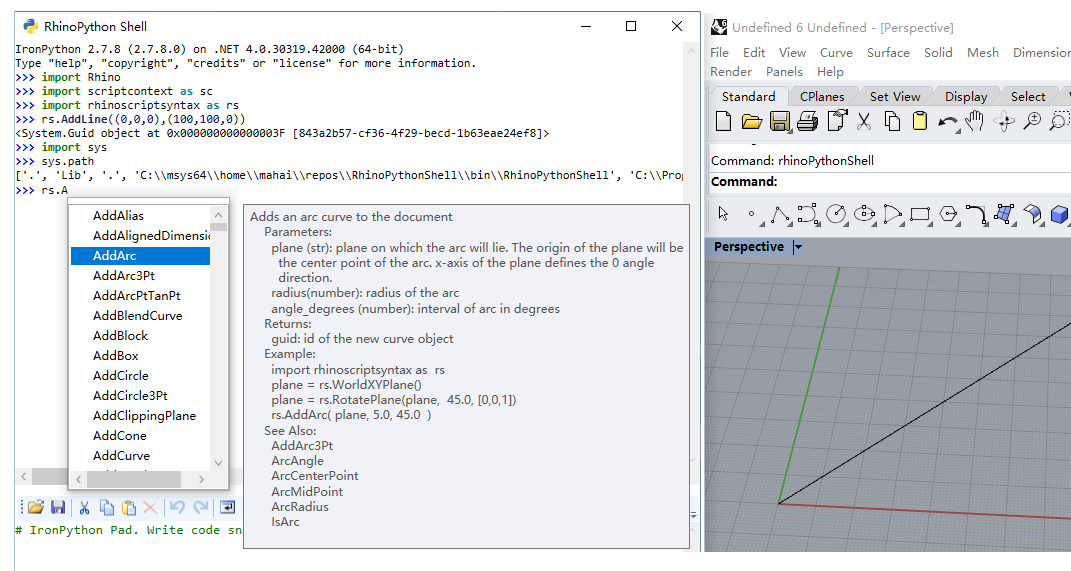 RhinoPython Shell
IronPython 2.7.8 (2.7.8.0) on .NET 4.0.30319.42000 (64-bit)
Type "help", "copyright", "credits" or "license" for more information.
>>> import Rhino
>>> import scriptcontext as sc
>>> import rhinoscriptsyntax as rs
>>> rs.AddLine((0,0,0),(100,100,0))
<System.Guid object at 0x000000000000003F [843a2b57-cf36-4f29-becd-1b63eae24ef8]>
>>> import sys
>>> sys.path
['.', 'Lib', '.', 'C:\\msys64\\home\\mahai\\repos\\RhinoPythonShell\\bin\\RhinoPythonShell', 'C:\\Prog
>>> rs.A
AddAlias
AddAlignedDimensic
AddArc
AddArc3Pt
AddArcPtTanPt
AddBlendCurve
AddBlock
AddBox
AddCircle
AddCircle3Pt
AddClippingPlane
AddCone
AddCurve
Adds an arc curve to the document
Parameters:
plane (str): plane on which the arc will lie. The origin of the plane will be
the center point of the arc. x-axis of the plane defines the 0 angle
direction.
radius(number): radius of the arc
angle_degrees (number): interval of arc in degrees
Returns:
guid: id of the new curve object
Example:
import rhinoscriptsyntax as  rs
plane = rs.WorldXYPlane()
plane = rs.RotatePlane(plane,  45.0, [0,0,1])
rs.AddArc( plane, 5.0, 45.0  )
See Also:
AddArc3Pt
ArcAngle
ArcCenterPoint
ArcMidPoint
ArcRadius
IsArc
# IronPython Pad. Write code sn
Undefined 6 Undefined - [Perspective]
File Edit View Curve Surface Solid Mesh Dimension
Render Panels Help
Standard CPlanes Set View Display Select
Command: rhinoPythonShell
Command:
Perspective